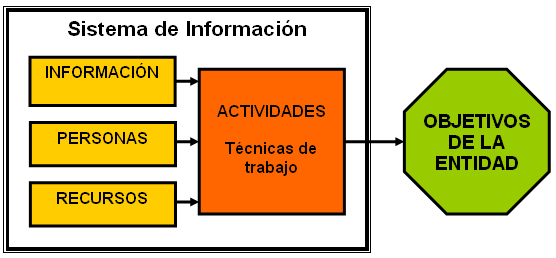 Sistema de Información
INFORMACIÓN
PERSONAS
RECURSOS
ACTIVIDADES
Técnicas de
trabajo
OBJETIVOS
DE LA
ENTIDAD